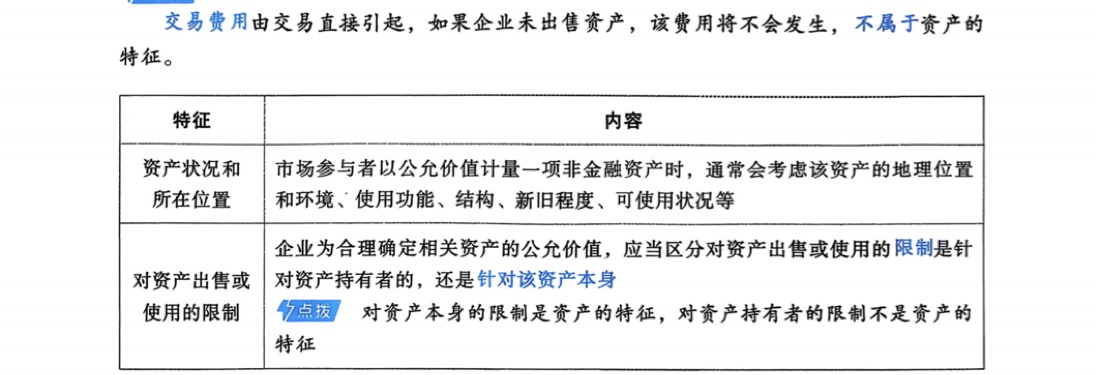 交易费用由交易直接引起，如果企业未出售资产，该费用将不会发生，不属于资产的
特征。
特征
内容
资产状况和
所在位置
市场参与者以公允价值计量一项非金融资产时，通常会考虑该资产的地理位置
和环境、使用功能、结构、新旧程度、可使用状况等
对资产出售或
使用的限制
企业为合理确定相关资产的公允价值，应当区分对资产出售或使用的限制是针
对资产持有者的，还是针对该资产本身
点拨 对资产本身的限制是资产的特征，对资产持有者的限制不是资产的
特征